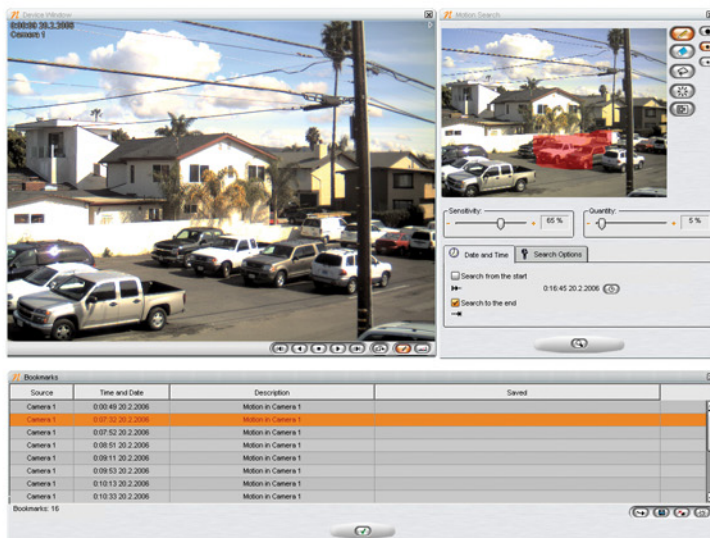 Device Window
20.2.2006
Camera 1
Motion Search
Sensitivity:
65 %
Quantity:
5 %
Date and Time
Search Options
Search from the start
0:16:45 20.2.2006
Search to the end
Bookmarks
Source Time and Date Description Saved
Camera 1 0:00:49 20.2.2006 Motion in Camera 1
Camera 1 0:07:32 20.2.2006 Motion in Camera 1
Camera 1 0:07:52 20.2.2006 Motion in Camera 1
Camera 1 0:08:51 20.2.2006 Motion in Camera 1
Camera 1 0:09:11 20.2.2006 Motion in Camera 1
Camera 1 0:09:53 20.2.2006 Motion in Camera 1
Camera 1 0:10:13 20.2.2006 Motion in Camera 1
Camera 1 0:10:33 20.2.2006 Motion in Camera 1
Bookmarks: 16